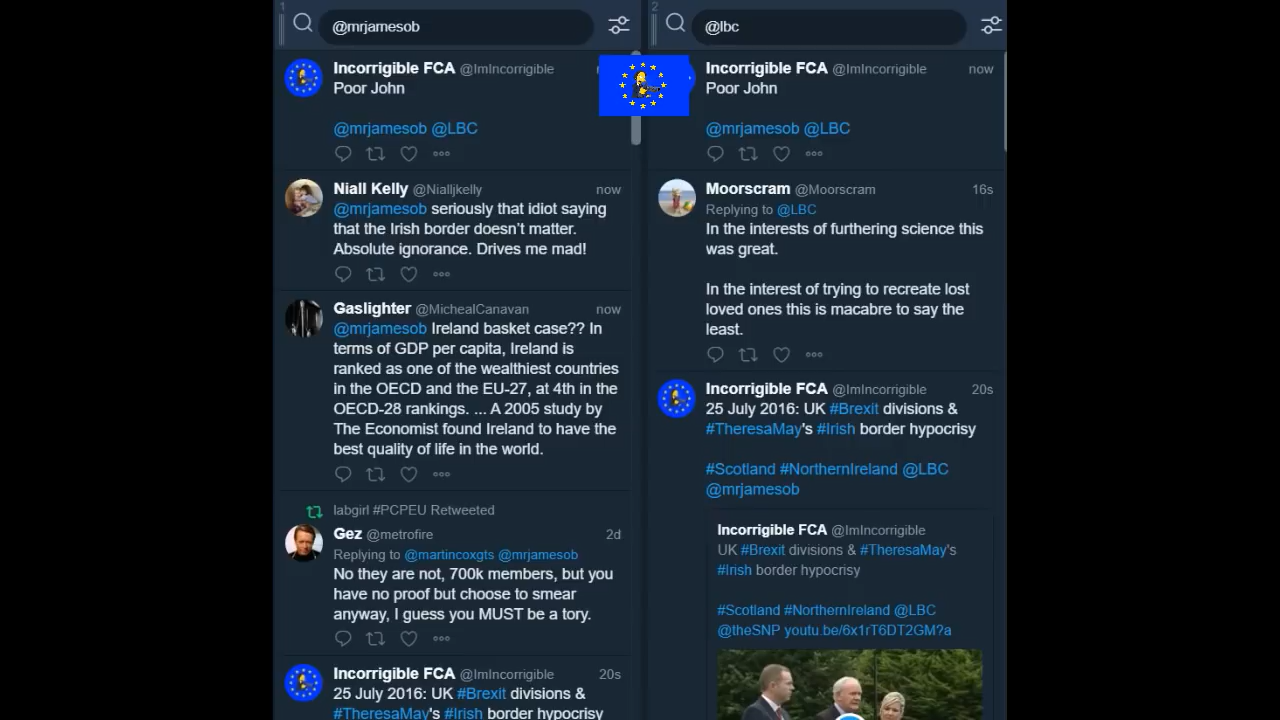 1
@mrjamesob
Incorrigible FCA @ImIncorrigible
Poor John
@mrjamesob @LBC
Niall Kelly @Nialljkelly now
@mrjamesob seriously that idiot saying
that the Irish border doesn't matter.
Absolute ignorance. Drives me mad!
Gaslighter @MichealCanavan now
@mrjamesob Ireland basket case?? In
terms of GDP per capita, Ireland is
ranked as one of the wealthiest countries
in the OECD and the EU-27, at 4th in the
OECD-28 rankings. ... A 2005 study by
The Economist found Ireland to have the
best quality of life in the world.
labgirl #PCPEU Retweeted
Gez @metrofire 2d
Replying to @martincoxgts @mrjamesob
No they are not, 700k members, but you
have no proof but choose to smear
anyway, I guess you MUST be a tory.
Incorrigible FCA @ImIncorrigible 20s
25 July 2016: UK #Brexit divisions &
#TheresaMay's #Irish border hypocrisy
2
@lbc
Incorrigible FCA @ImIncorrigible now
Poor John
@mrjamesob @LBC
Moorscram @Moorscram 16s
Replying to @LBC
In the interests of furthering science this
was great.
In the interest of trying to recreate lost
loved ones this is macabre to say the
least.
Incorrigible FCA @ImIncorrigible 20s
25 July 2016: UK #Brexit divisions &
#TheresaMay's #Irish border hypocrisy
#Scotland #NorthernIreland @LBC
@mrjamesob
Incorrigible FCA @ImIncorrigible
UK #Brexit divisions & #TheresaMay's
#Irish border hypocrisy
#Scotland #NorthernIreland @LBC
@theSNP youtu.be/6x1rT6DT2GM?a